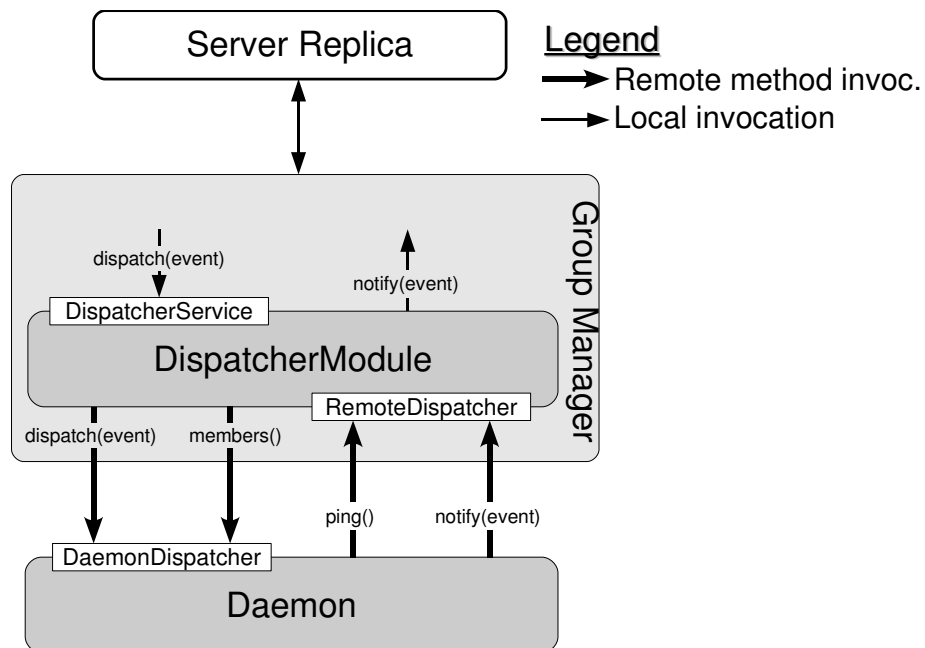 Server Replica
Legend
Remote method invoc.
Local invocation
Group Manager
dispatch(event)
notify(event)
DispatcherService
DispatcherModule
RemoteDispatcher
dispatch(event)
members()
ping()
notify(event)
DaemonDispatcher
Daemon